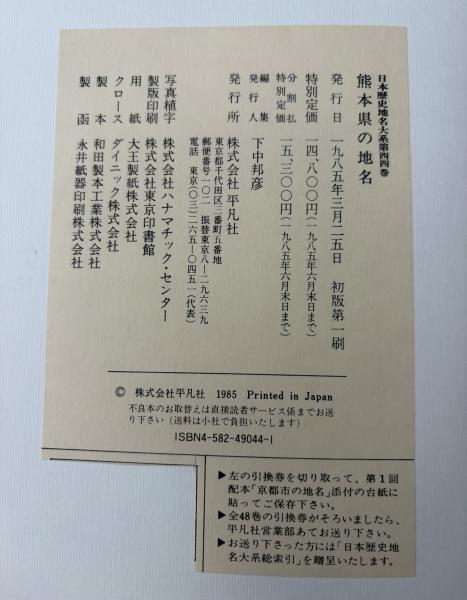 日本歴史地名大系第四四巻
熊本県の地名
発行日 一九八五年三月二五日 初版第一刷
特別定価 一四、八〇〇円(一九八五年六月末日まで)
分割払特別定価 一五、三〇〇円(一九八五年六月末日まで)
編集発行人 下中邦彦
発行所 株式会社 平凡社
東京都千代田区三番町五番地
郵便番号一〇二 振替東京八―二九六三九
電話 東京(〇三)二六五―〇四五一(代表)
写真植字 株式会社ハナマチック・センター
製版印刷 株式会社東京印書館
用紙 大王製紙株式会社
クロース ダイニック株式会社
製本 和田製本工業株式会社
製函 永井紙器印刷株式会社
© 株式会社平凡社 1985 Printed in Japan
不良本のお取替えは直接読者サービス係までお送
り下さい(送料は小社で負担いたします)
ISBN4-582-49044-1
▶左の引換券を切り取って、第1回
配本「京都市の地名」添付の台紙に
貼ってご保存下さい。
▶全48巻の引換券がそろいましたら、
平凡社営業部あてお送り下さい。
▶お送り下さった方には「日本歴史地
名大系総索引」を贈呈いたします。